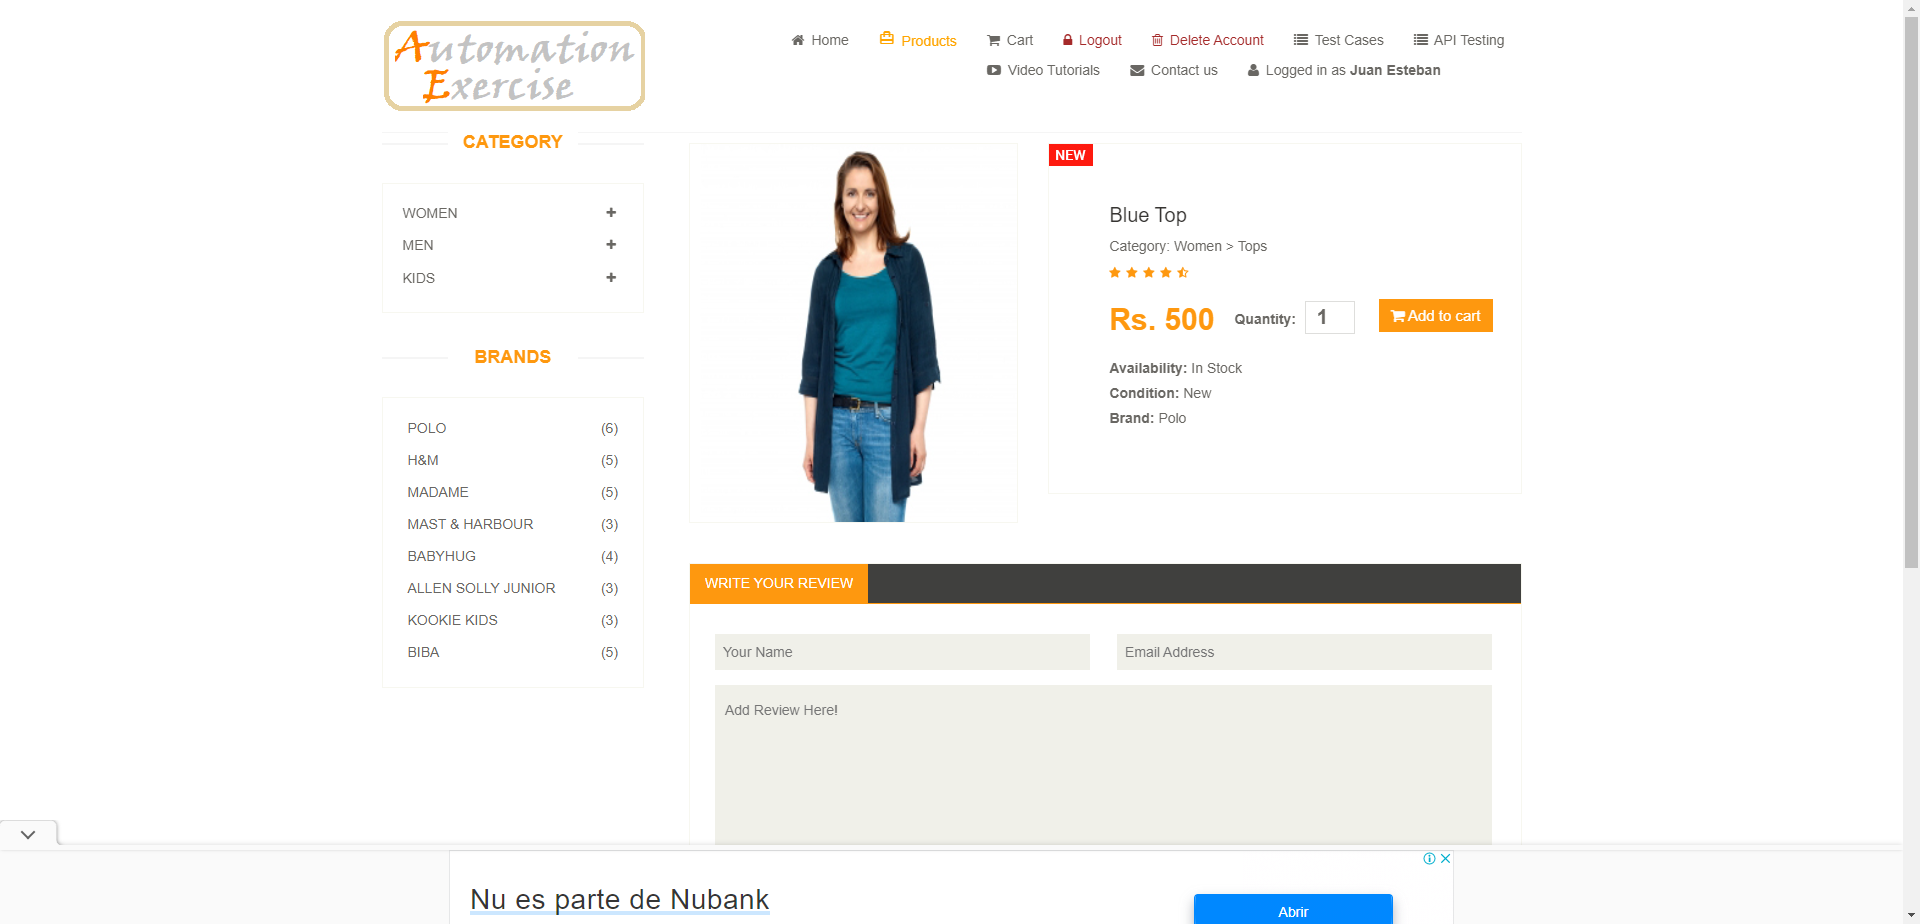 Automation
Exercise
Home
Products
Cart
Logout
Delete Account
Test Cases
API Testing
Video Tutorials
Contact us
Logged in as Juan Esteban
CATEGORY
WOMEN
MEN
KIDS
BRANDS
POLO (6)
H&M (5)
MADAME (5)
MAST & HARBOUR (3)
BABYHUG (4)
ALLEN SOLLY JUNIOR (3)
KOOKIE KIDS (3)
BIBA (5)
NEW
Blue Top
Category: Women > Tops
Rs. 500 Quantity: 1 Add to cart
Availability: In Stock
Condition: New
Brand: Polo
WRITE YOUR REVIEW
Your Name
Email Address
Add Review Here!
Nu es parte de Nubank
Abrir